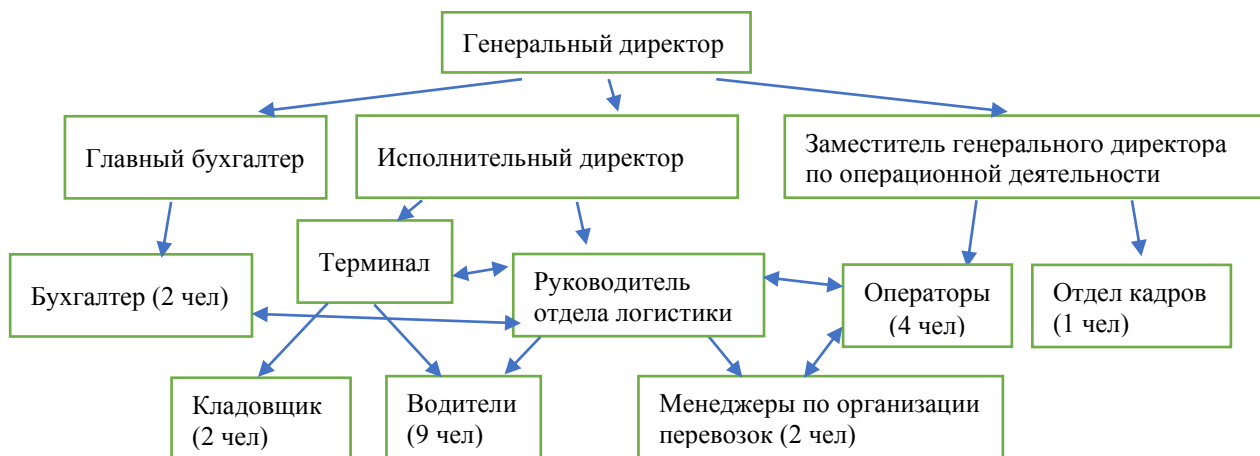 Генеральный директор
Главный бухгалтер
Исполнительный директор
Заместитель генерального директора
по операционной деятельности
Бухгалтер (2 чел)
Терминал
Руководитель
отдела логистики
Операторы
(4 чел)
Отдел кадров
(1 чел)
Кладовщик
(2 чел)
Водители
(9 чел)
Менеджеры по организации
перевозок (2 чел)